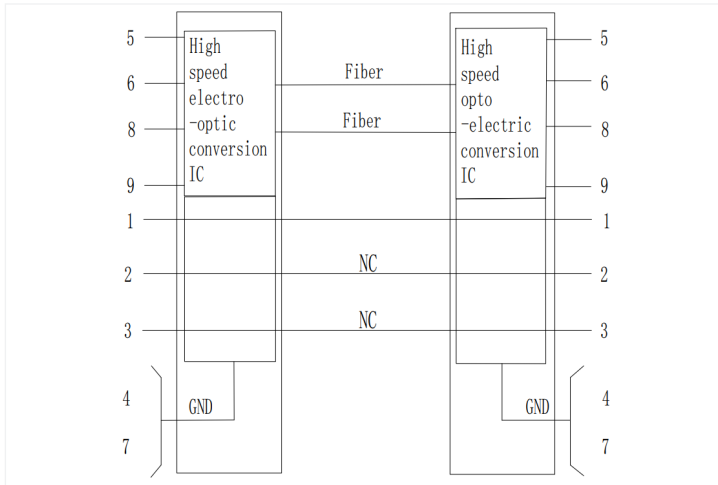 5
6
8
9
1
2
3
4
7
High
speed
electro
-optic
conversion
IC
GND
Fiber
Fiber
NC
NC
High
speed
opto
-electric
conversion
IC
GND
5
6
8
9
1
2
3
4
7